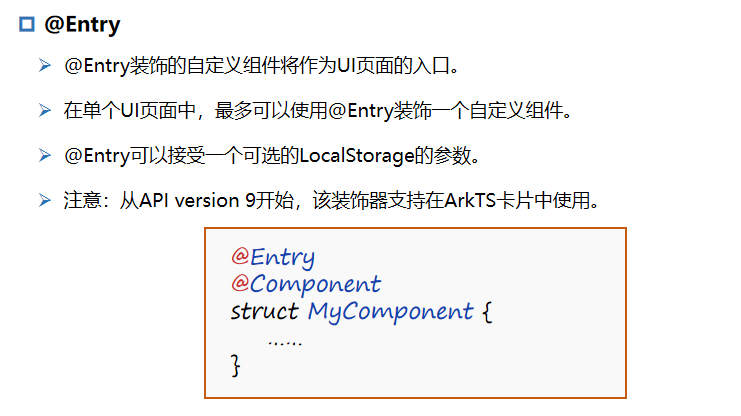 @Entry
@Entry装饰的自定义组件将作为UI页面的入口。
在单个UI页面中，最多可以使用@Entry装饰一个自定义组件。
@Entry可以接受一个可选的LocalStorage的参数。
注意：从API version 9开始，该装饰器支持在ArkTS卡片中使用。
@Entry
@Component
struct MyComponent {
......
}